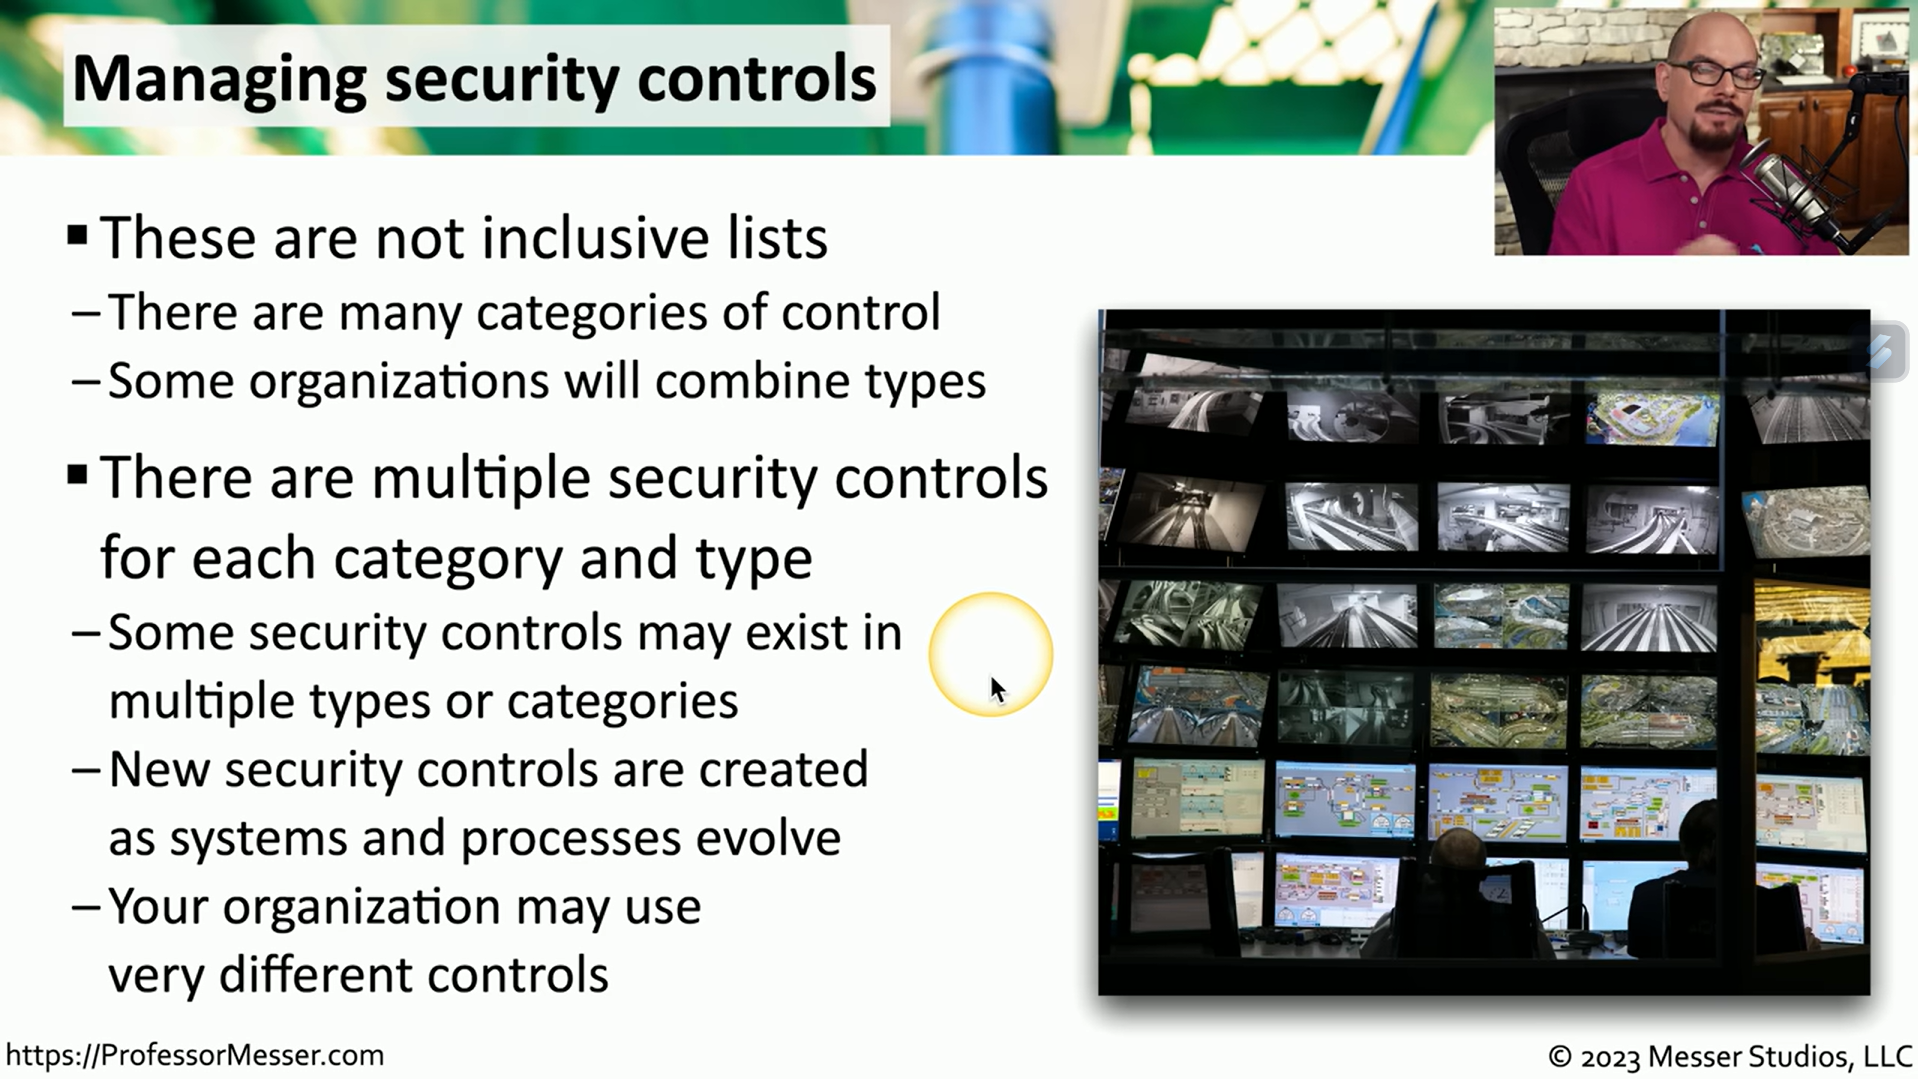 Managing security controls
▪ These are not inclusive lists
– There are many categories of control
– Some organizations will combine types
▪ There are multiple security controls
for each category and type
– Some security controls may exist in
multiple types or categories
– New security controls are created
as systems and processes evolve
– Your organization may use
very different controls
https://ProfessorMesser.com
© 2023 Messer Studios, LLC